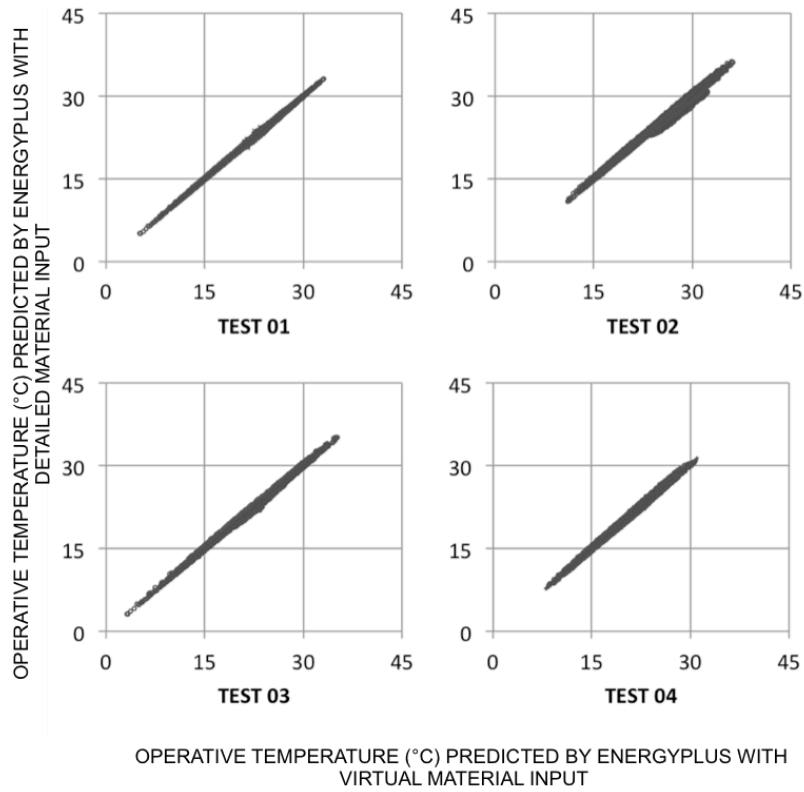 OPERATIVE TEMPERATURE (°C) PREDICTED BY ENERGYPLUS WITH
DETAILED MATERIAL INPUT
45
30
15
0
0 15 30 45
TEST 01
45
30
15
0
0 15 30 45
TEST 02
45
30
15
0
0 15 30 45
TEST 03
45
30
15
0
0 15 30 45
TEST 04
OPERATIVE TEMPERATURE (°C) PREDICTED BY ENERGYPLUS WITH
VIRTUAL MATERIAL INPUT